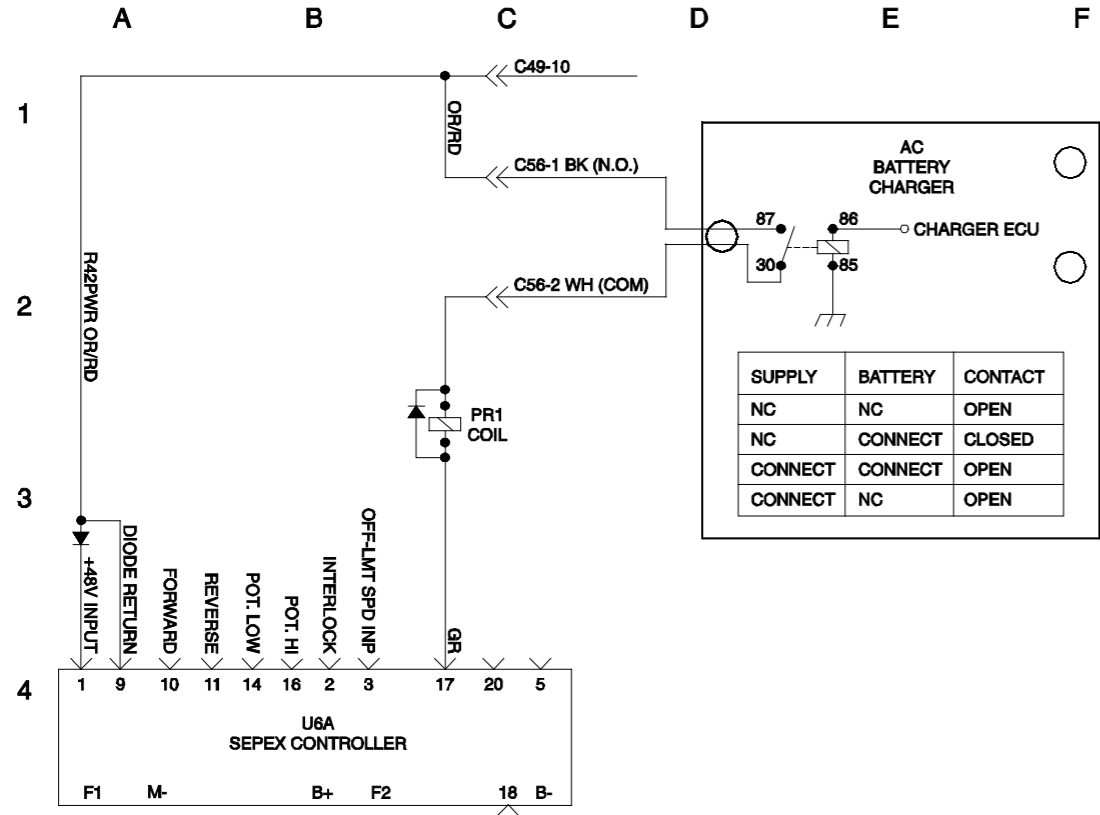 A B C D E F
C49-10
1
OR/RD
AC
BATTERY
CHARGER
C56-1 BK (N.O.)
87 86
CHARGER ECU
30 85
R42PWR OR/RD
2
C56-2 WH (COM)
SUPPLY BATTERY CONTACT
NC NC OPEN
NC CONNECT CLOSED
CONNECT CONNECT OPEN
CONNECT NC OPEN
PR1
COIL
3
+48V INPUT
DIODE RETURN
FORWARD
REVERSE
POT. LOW
POT. HI
INTERLOCK
OFF-LMT SPD INP
GR
4
1 9 10 11 14 16 2 3 17 20 5
U6A
SEPEX CONTROLLER
F1 M- B+ F2 18 B-